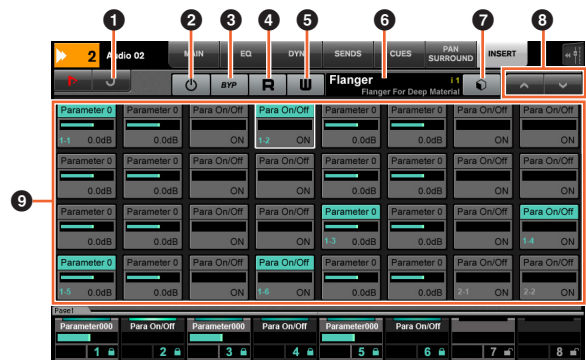 1 2 3 4 5 6 7 8
2 Audio 02 MAIN EQ DYN SENDS CUES PAN SURROUND INSERT
BYP R W Flanger i 1
Flanger For Deep Material
Parameter 0 Parameter 0 Para On/Off Para On/Off Parameter 0 Parameter 0 Para On/Off Para On/Off
1-1 0.0dB 0.0dB ON 1-2 ON 0.0dB 0.0dB ON ON
Parameter 0 Parameter 0 Para On/Off Para On/Off Parameter 0 Parameter 0 Para On/Off Para On/Off
0.0dB 0.0dB ON ON 0.0dB 0.0dB ON ON
9
Parameter 0 Parameter 0 Para On/Off Para On/Off Parameter 0 Parameter 0 Para On/Off Para On/Off
0.0dB 0.0dB ON ON 1-3 0.0dB 0.0dB ON 1-4 ON
Parameter 0 Parameter 0 Para On/Off Para On/Off Parameter 0 Parameter 0 Para On/Off Para On/Off
1-5 0.0dB 0.0dB ON 1-6 ON 0.0dB 0.0dB 2-1 ON 2-2 ON
Page1
Parameter000 Para On/Off Parameter000 Para On/Off Parameter000 Para On/Off
1 2 3 4 5 6 7 8